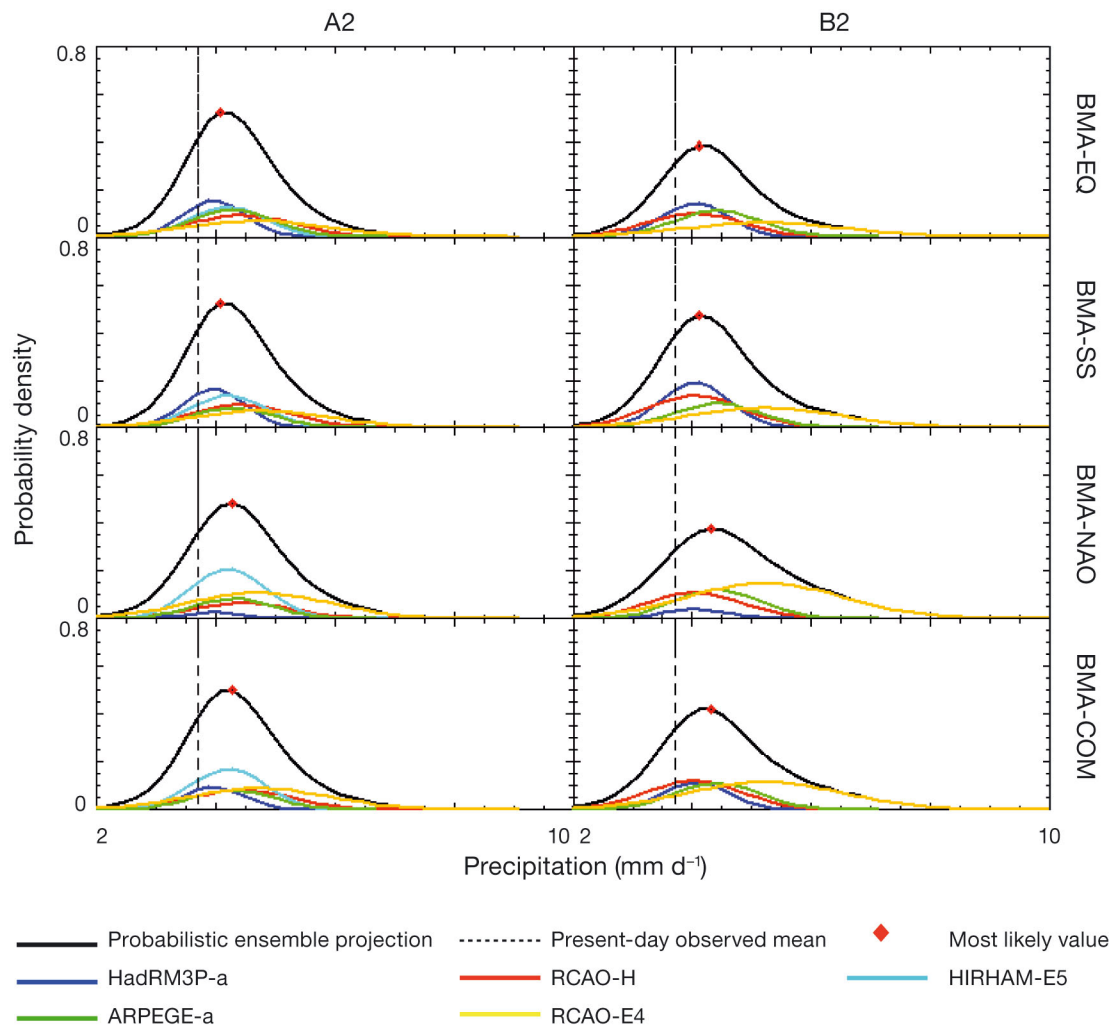 A2 B2
0.8
0
BMA-EQ
0.8
0
BMA-SS
0.8
0
BMA-NAO
0.8
0
BMA-COM
Probability density
2 10 2 10
Precipitation (mm d⁻¹)
Probabilistic ensemble projection Present-day observed mean Most likely value
HadRM3P-a RCAO-H HIRHAM-E5
ARPEGE-a RCAO-E4